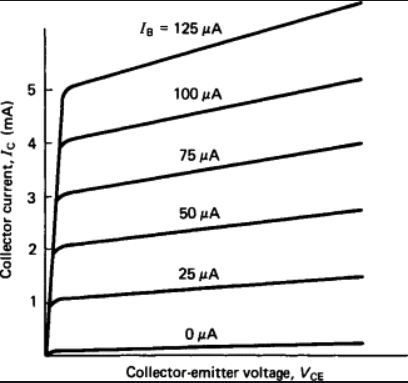 I_B = 125 μA
100 μA
75 μA
50 μA
25 μA
0 μA
5
4
3
2
1
Collector current, I_C (mA)
Collector-emitter voltage, V_CE